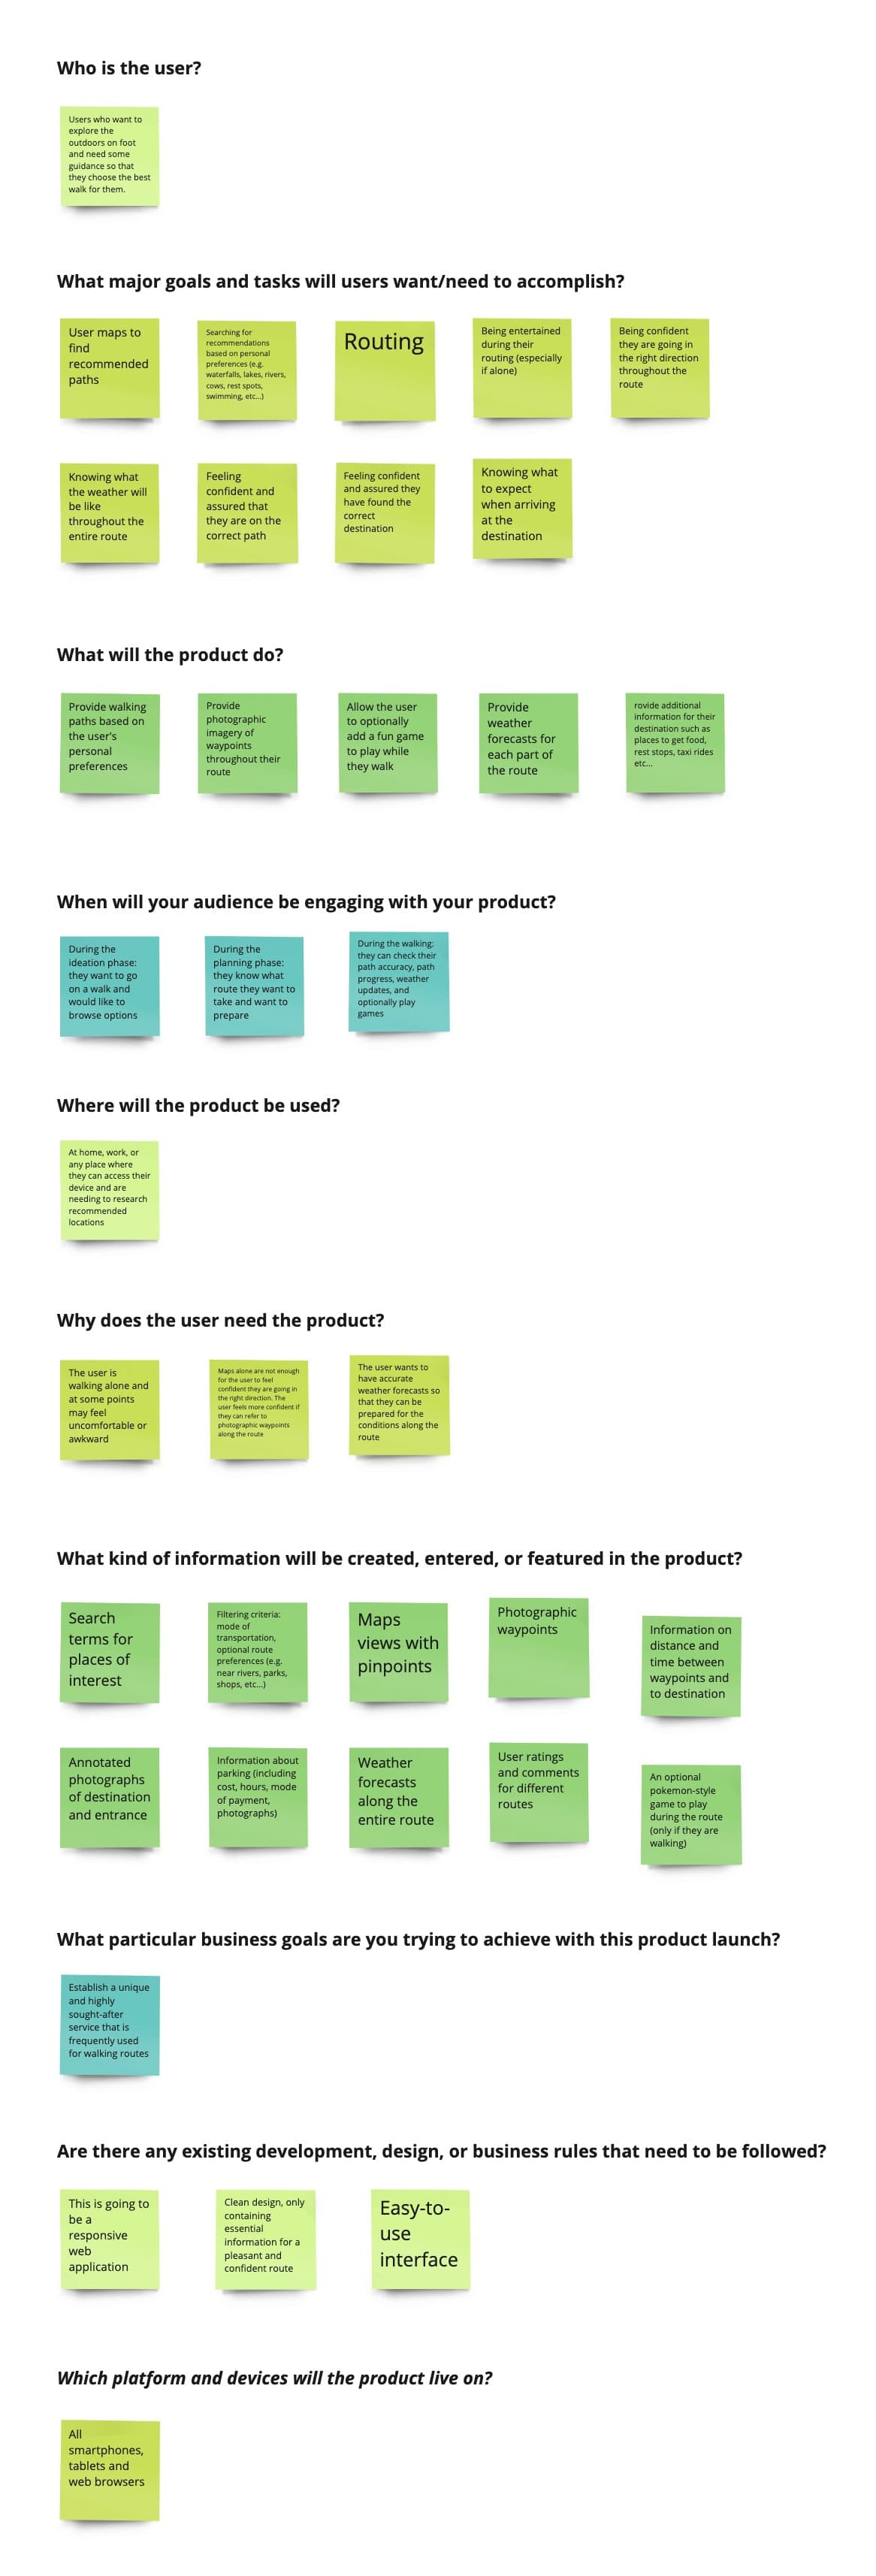 Who is the user?
Users who want to
explore the
outdoors on foot
and need some
guidance so that
they choose the best
walk for them.
What major goals and tasks will users want/need to accomplish?
User maps to
find
recommended
paths
Searching for
recommendations
based on personal
preferences (e.g.
waterfalls, lakes, rivers,
cows, rest spots,
swimming, etc...)
Routing
Being entertained
during their
routing (especially
if alone)
Being confident
they are going in
the right direction
throughout the
route
Knowing what
the weather will
be like
throughout the
entire route
Feeling
confident and
assured that
they are on the
correct path
Feeling confident
and assured they
have found the
correct
destination
Knowing what
to expect
when arriving
at the
destination
What will the product do?
Provide walking
paths based on
the user's
personal
preferences
Provide
photographic
imagery of
waypoints
throughout their
route
Allow the user
to optionally
add a fun game
to play while
they walk
Provide
weather
forecasts for
each part of
the route
rovide additional
information for their
destination such as
places to get food,
rest stops, taxi rides
etc...
When will your audience be engaging with your product?
During the
ideation phase:
they want to go
on a walk and
would like to
browse options
During the
planning phase:
they know what
route they want to
take and want to
prepare
During the walking:
they can check their
path accuracy, path
progress, weather
updates, and
optionally play
games
Where will the product be used?
At home, work, or
any place where
they can access their
device and are
needing to research
recommended
locations
Why does the user need the product?
The user is
walking alone and
at some points
may feel
uncomfortable or
awkward
Maps alone are not enough
for the user to feel
confident they are going in
the right direction. The
user feels more confident if
they can refer to
photographic waypoints
along the route
The user wants to
have accurate
weather forecasts so
that they can be
prepared for the
conditions along the
route
What kind of information will be created, entered, or featured in the product?
Search
terms for
places of
interest
Filtering criteria:
mode of
transportation,
optional route
preferences (e.g.
near rivers, parks,
shops, etc...)
Maps
views with
pinpoints
Photographic
waypoints
Information on
distance and
time between
waypoints and
to destination
Annotated
photographs
of destination
and entrance
Information about
parking (including
cost, hours, mode
of payment,
photographs)
Weather
forecasts
along the
entire route
User ratings
and comments
for different
routes
An optional
pokemon-style
game to play
during the route
(only if they are
walking)
What particular business goals are you trying to achieve with this product launch?
Establish a unique
and highly
sought-after
service that is
frequently used
for walking routes
Are there any existing development, design, or business rules that need to be followed?
This is going to
be a
responsive
web
application
Clean design, only
containing
essential
information for a
pleasant and
confident route
Easy-to-
use
interface
Which platform and devices will the product live on?
All
smartphones,
tablets and
web browsers